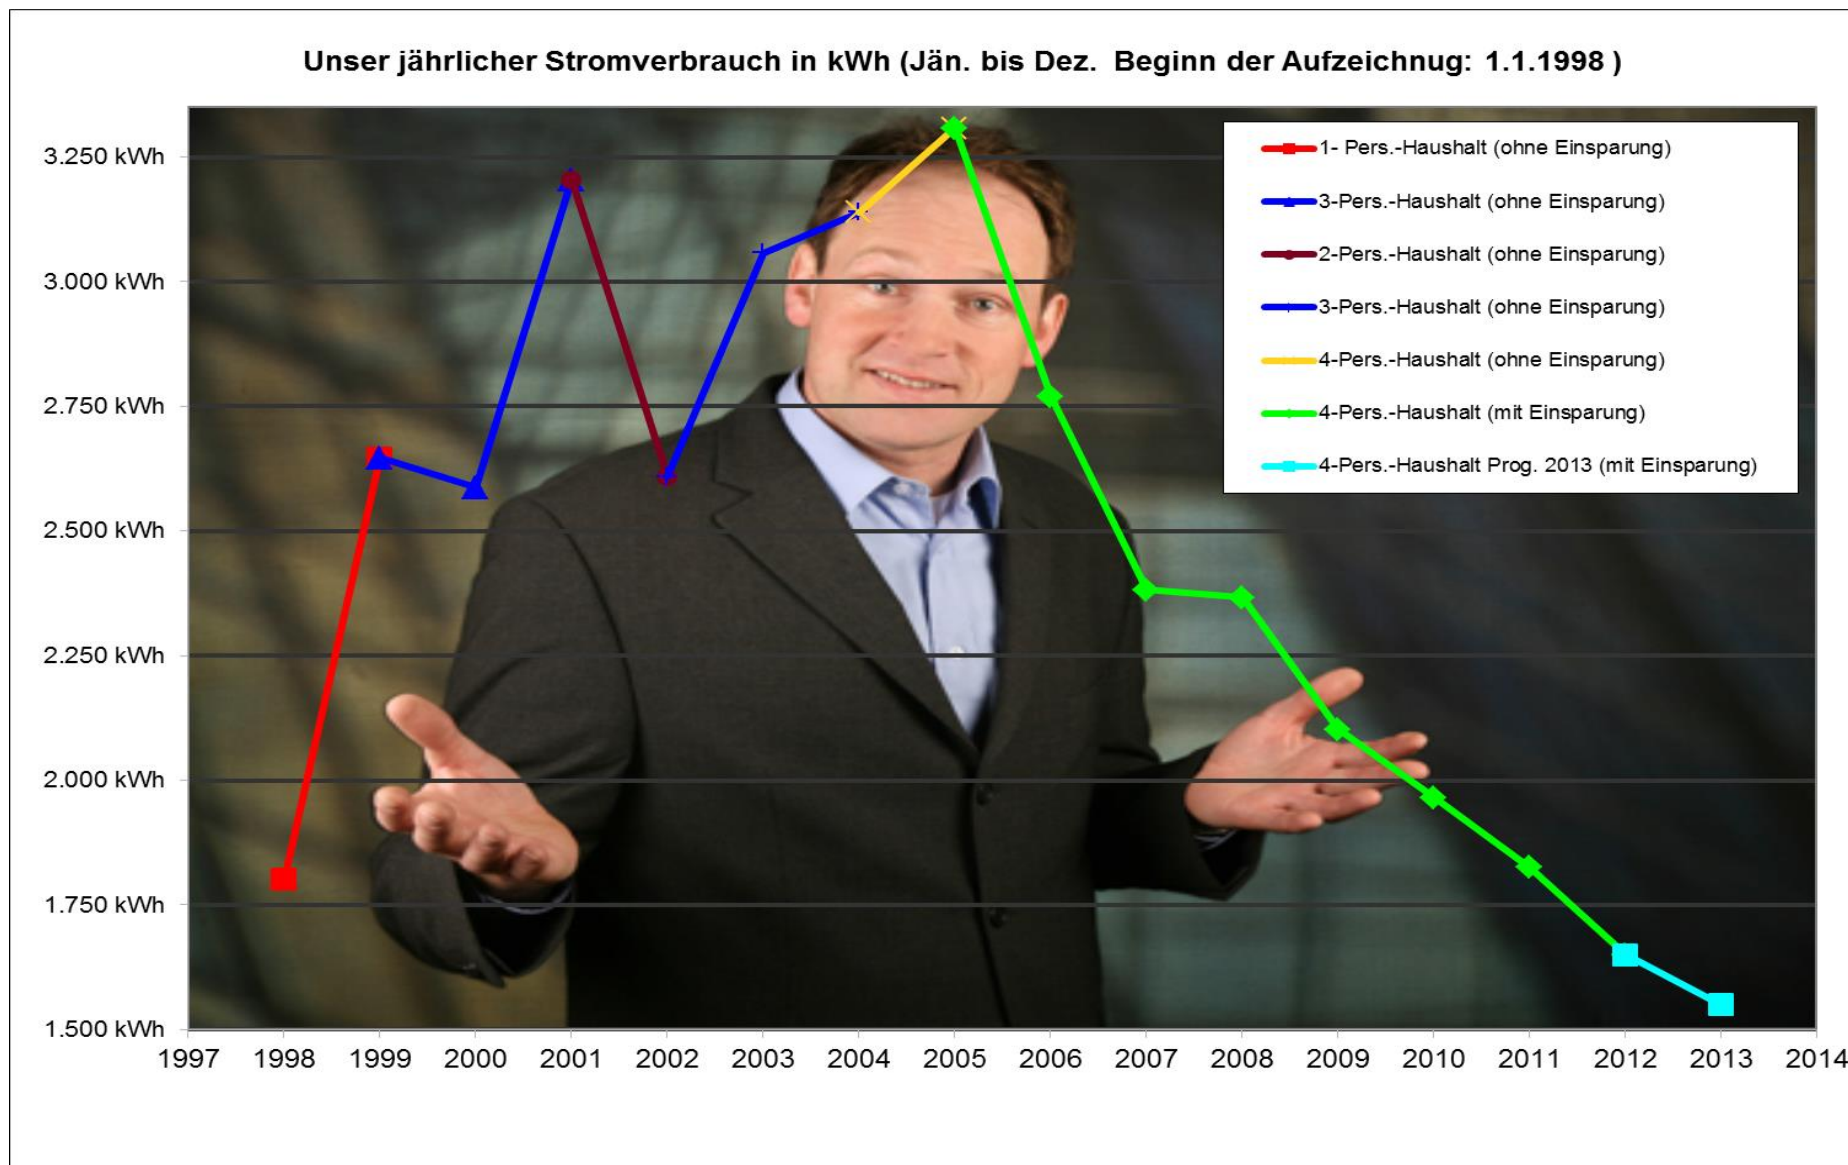 Unser jährlicher Stromverbrauch in kWh (Jän. bis Dez.  Beginn der Aufzeichnug: 1.1.1998 )
3.250 kWh
3.000 kWh
2.750 kWh
2.500 kWh
2.250 kWh
2.000 kWh
1.750 kWh
1.500 kWh
1- Pers.-Haushalt (ohne Einsparung)
3-Pers.-Haushalt (ohne Einsparung)
2-Pers.-Haushalt (ohne Einsparung)
3-Pers.-Haushalt (ohne Einsparung)
4-Pers.-Haushalt (ohne Einsparung)
4-Pers.-Haushalt (mit Einsparung)
4-Pers.-Haushalt Prog. 2013 (mit Einsparung)
1997 1998 1999 2000 2001 2002 2003 2004 2005 2006 2007 2008 2009 2010 2011 2012 2013 2014